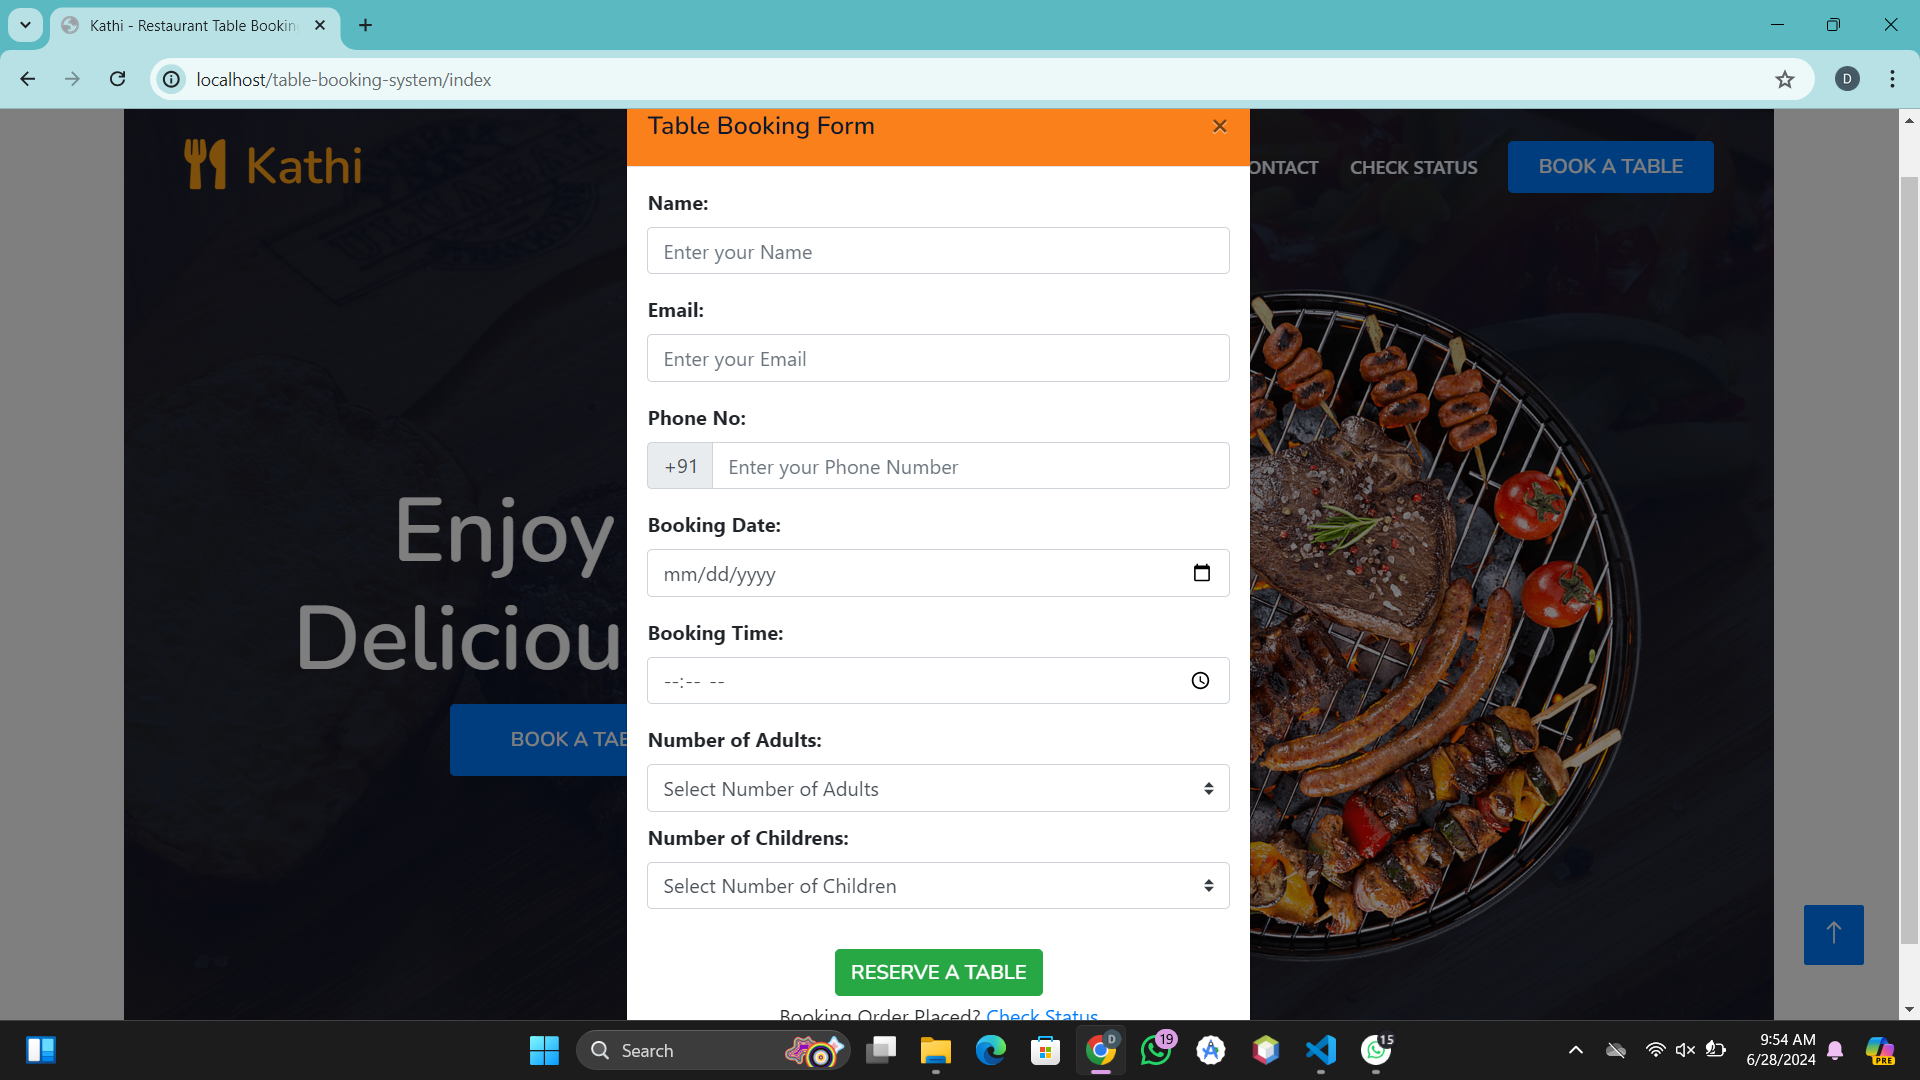 Kathi - Restaurant Table Bookin
localhost/table-booking-system/index
Table Booking Form
×
Kathi
ONTACT
CHECK STATUS
BOOK A TABLE
Name:
Enter your Name
Email:
Enter your Email
Phone No:
+91
Enter your Phone Number
Booking Date:
mm/dd/yyyy
Booking Time:
--:-- --
Number of Adults:
Select Number of Adults
Number of Childrens:
Select Number of Children
RESERVE A TABLE
Booking Order Placed? Check Status
Enjoy
Deliciou
BOOK A TAB
Search
D
19
15
9:54 AM
6/28/2024
PRE
D